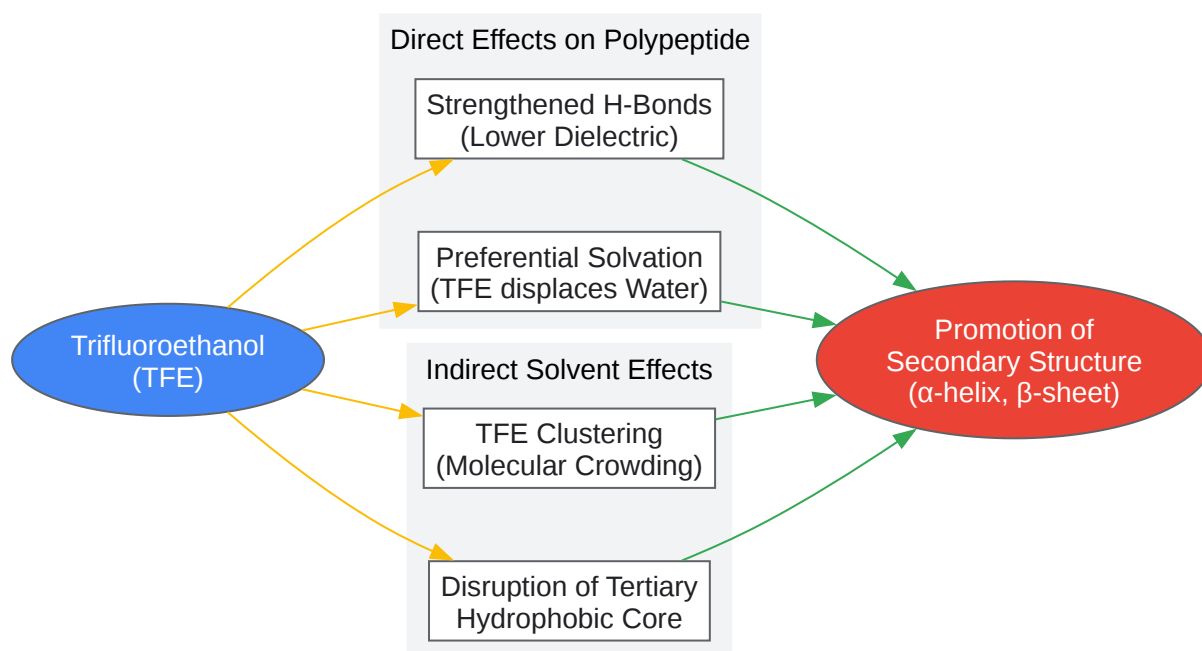 Direct Effects on Polypeptide
Strengthened H-Bonds
(Lower Dielectric)
Preferential Solvation
(TFE displaces Water)
Trifluoroethanol
(TFE)
Indirect Solvent Effects
TFE Clustering
(Molecular Crowding)
Disruption of Tertiary
Hydrophobic Core
Promotion of
Secondary Structure
(α-helix, β-sheet)